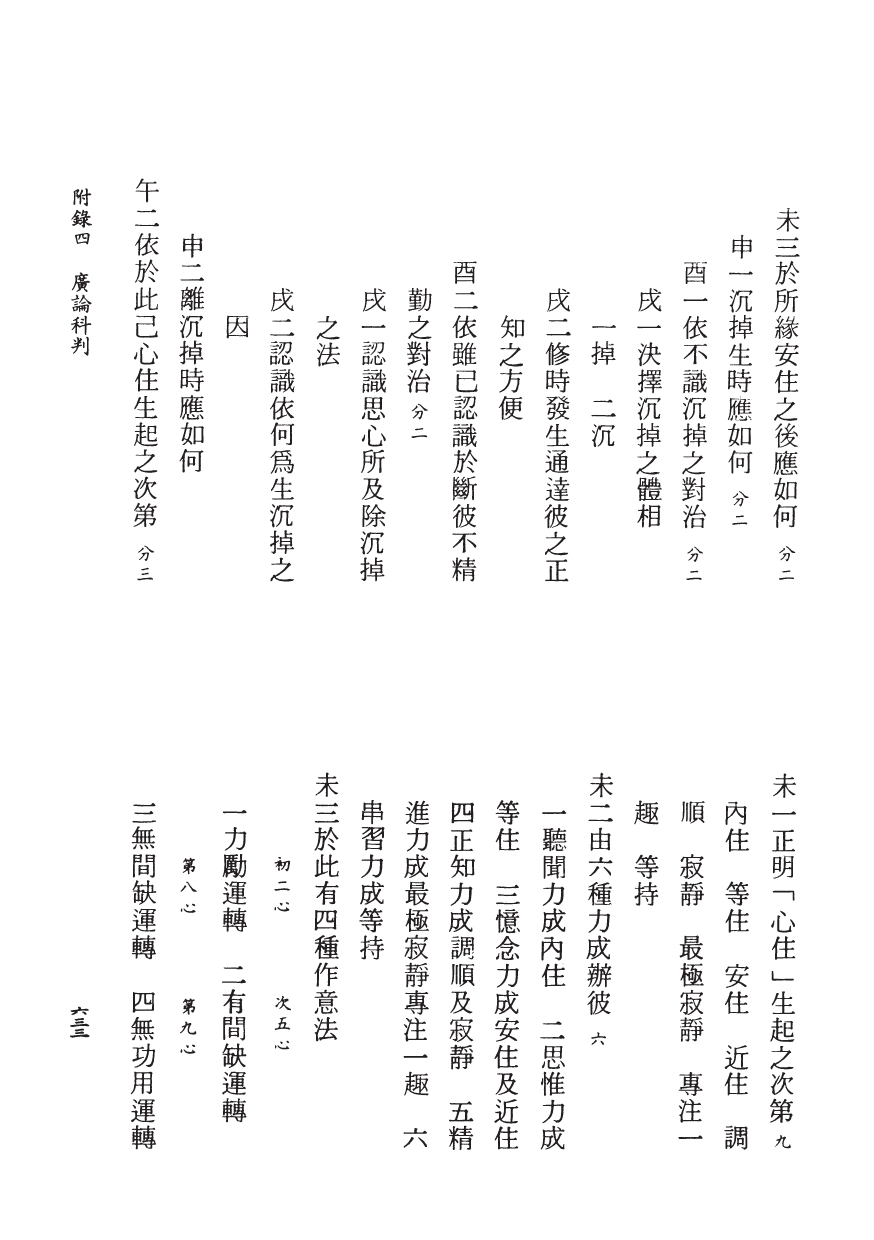 未三於所緣安住之後應如何 分二
申一沉掉生時應如何 分二
酉一依不識沉掉之對治 分二
戌一決擇沉掉之體相
一掉　二沉
戌二修時發生通達彼之正
知之方便
酉二依雖已認識於斷彼不精
勤之對治 分二
戌一認識思心所及除沉掉
之法
戌二認識依何爲生沉掉之
因
申二離沉掉時應如何
午二依於此己心住生起之次第 分三
未一正明「心住」生起之次第 九
內住　等住　安住　近住　調
順　寂靜　最極寂靜　專注一
趣　等持
未二由六種力成辦彼 六
一聽聞力成內住　二思惟力成
等住　三憶念力成安住及近住
四正知力成調順及寂靜　五精
進力成最極寂靜專注一趣　六
串習力成等持
未三於此有四種作意法
初二心　次五心
一力勵運轉　二有間缺運轉
第八心　第九心
三無間缺運轉　四無功用運轉
附錄四　廣論科判
六三三